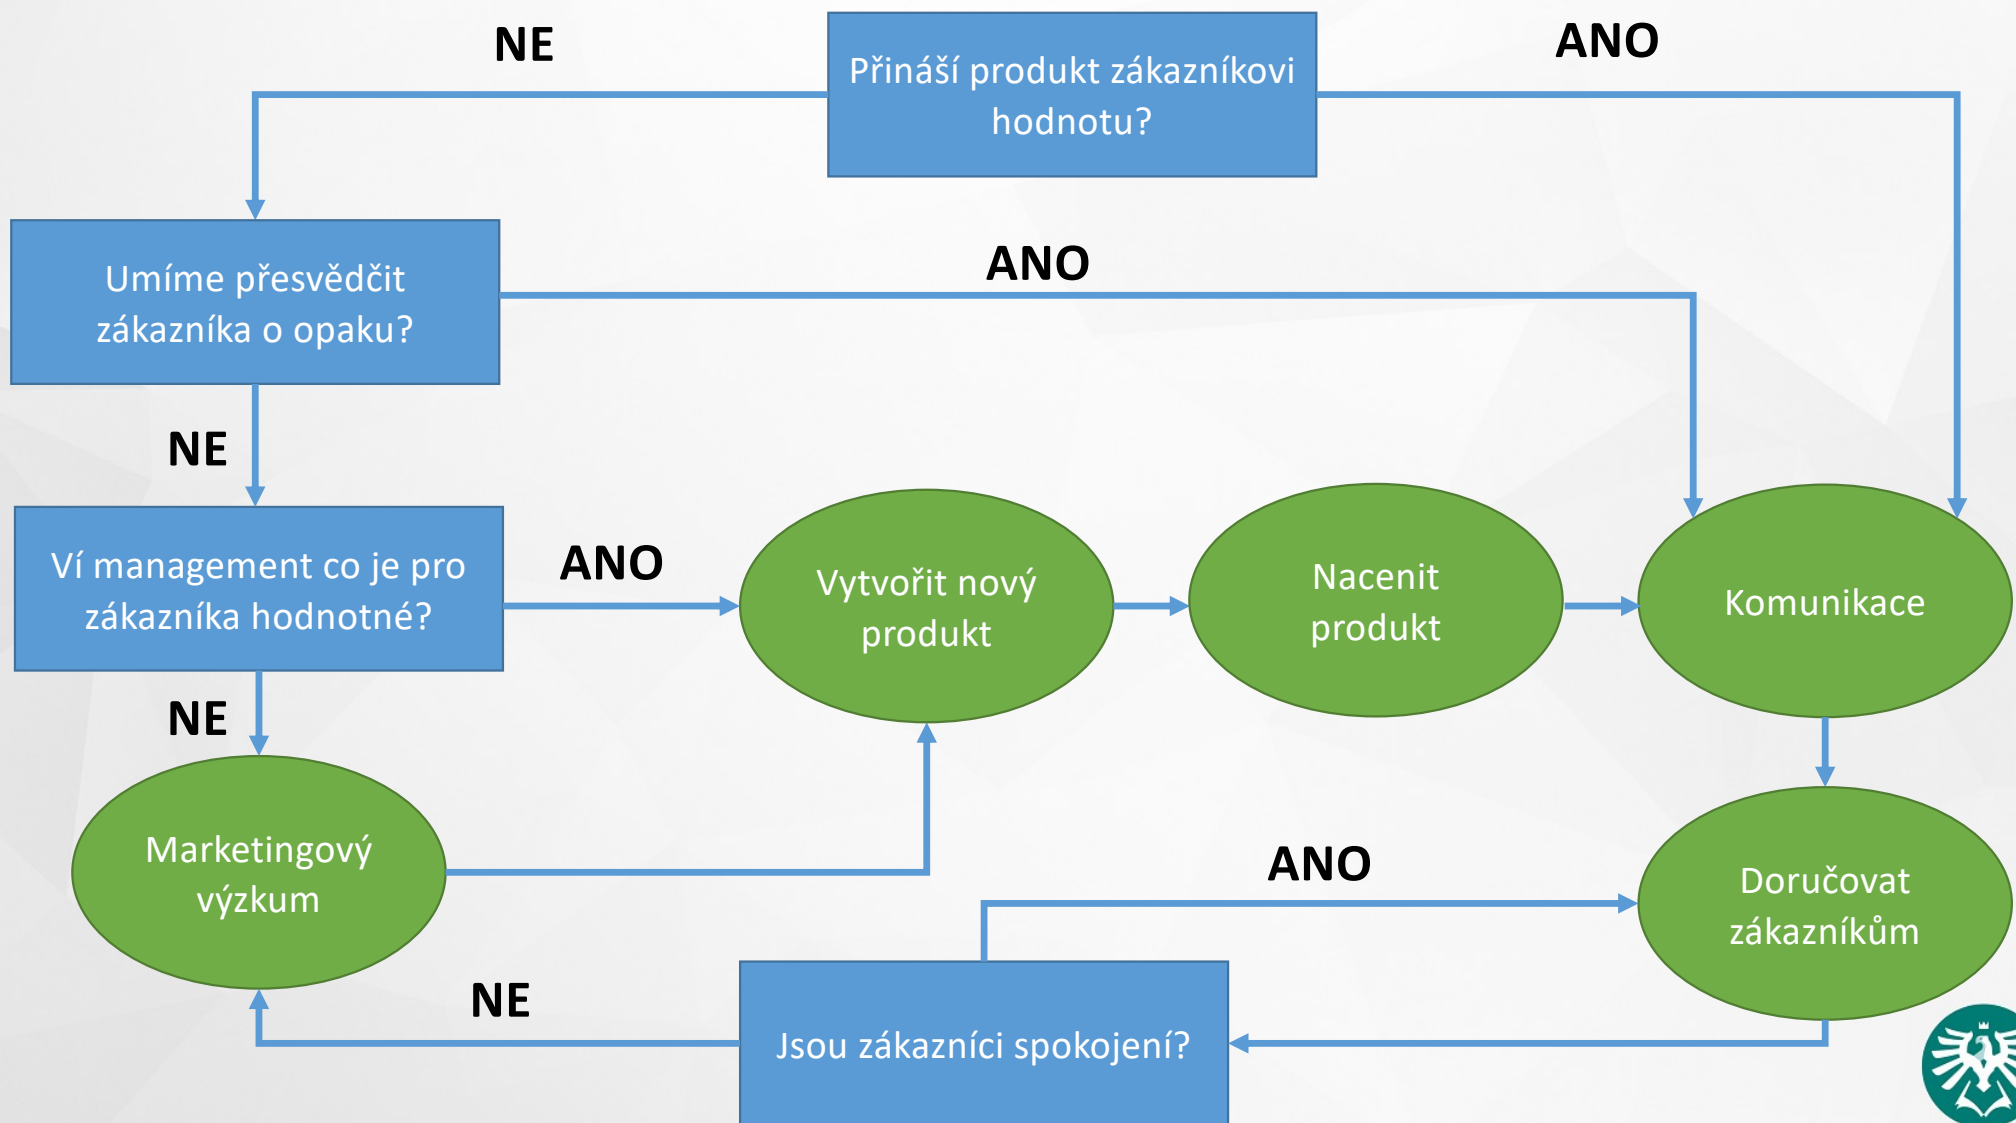 NE
Přináší produkt zákazníkovi
hodnotu?
ANO
Umíme přesvědčit
zákazníka o opaku?
ANO
NE
Ví management co je pro
zákazníka hodnotné?
ANO
Vytvořit nový
produkt
Nacenit
produkt
Komunikace
NE
Marketingový
výzkum
ANO
Doručovat
zákazníkům
NE
Jsou zákazníci spokojení?